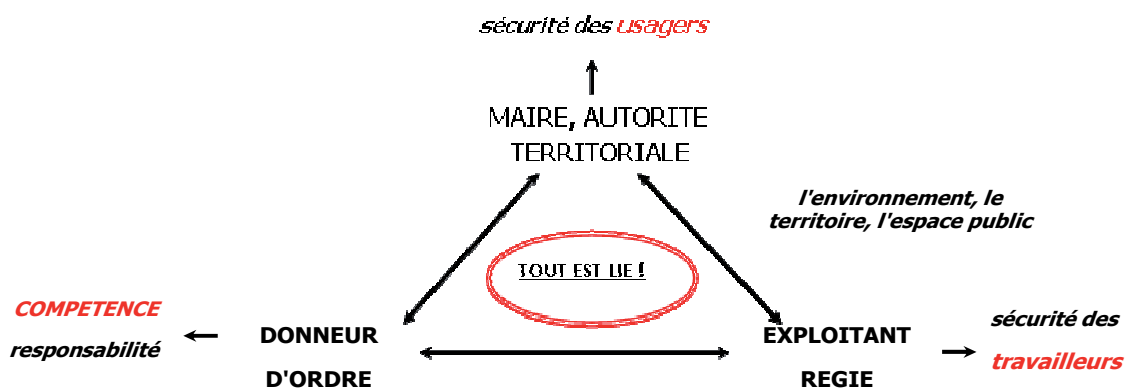 sécurité des usagers
MAIRE, AUTORITE
TERRITORIALE
l'environnement, le
territoire, l'espace public
TOUT EST LIE !
COMPETENCE
responsabilité
DONNEUR
D'ORDRE
EXPLOITANT
REGIE
sécurité des
travailleurs